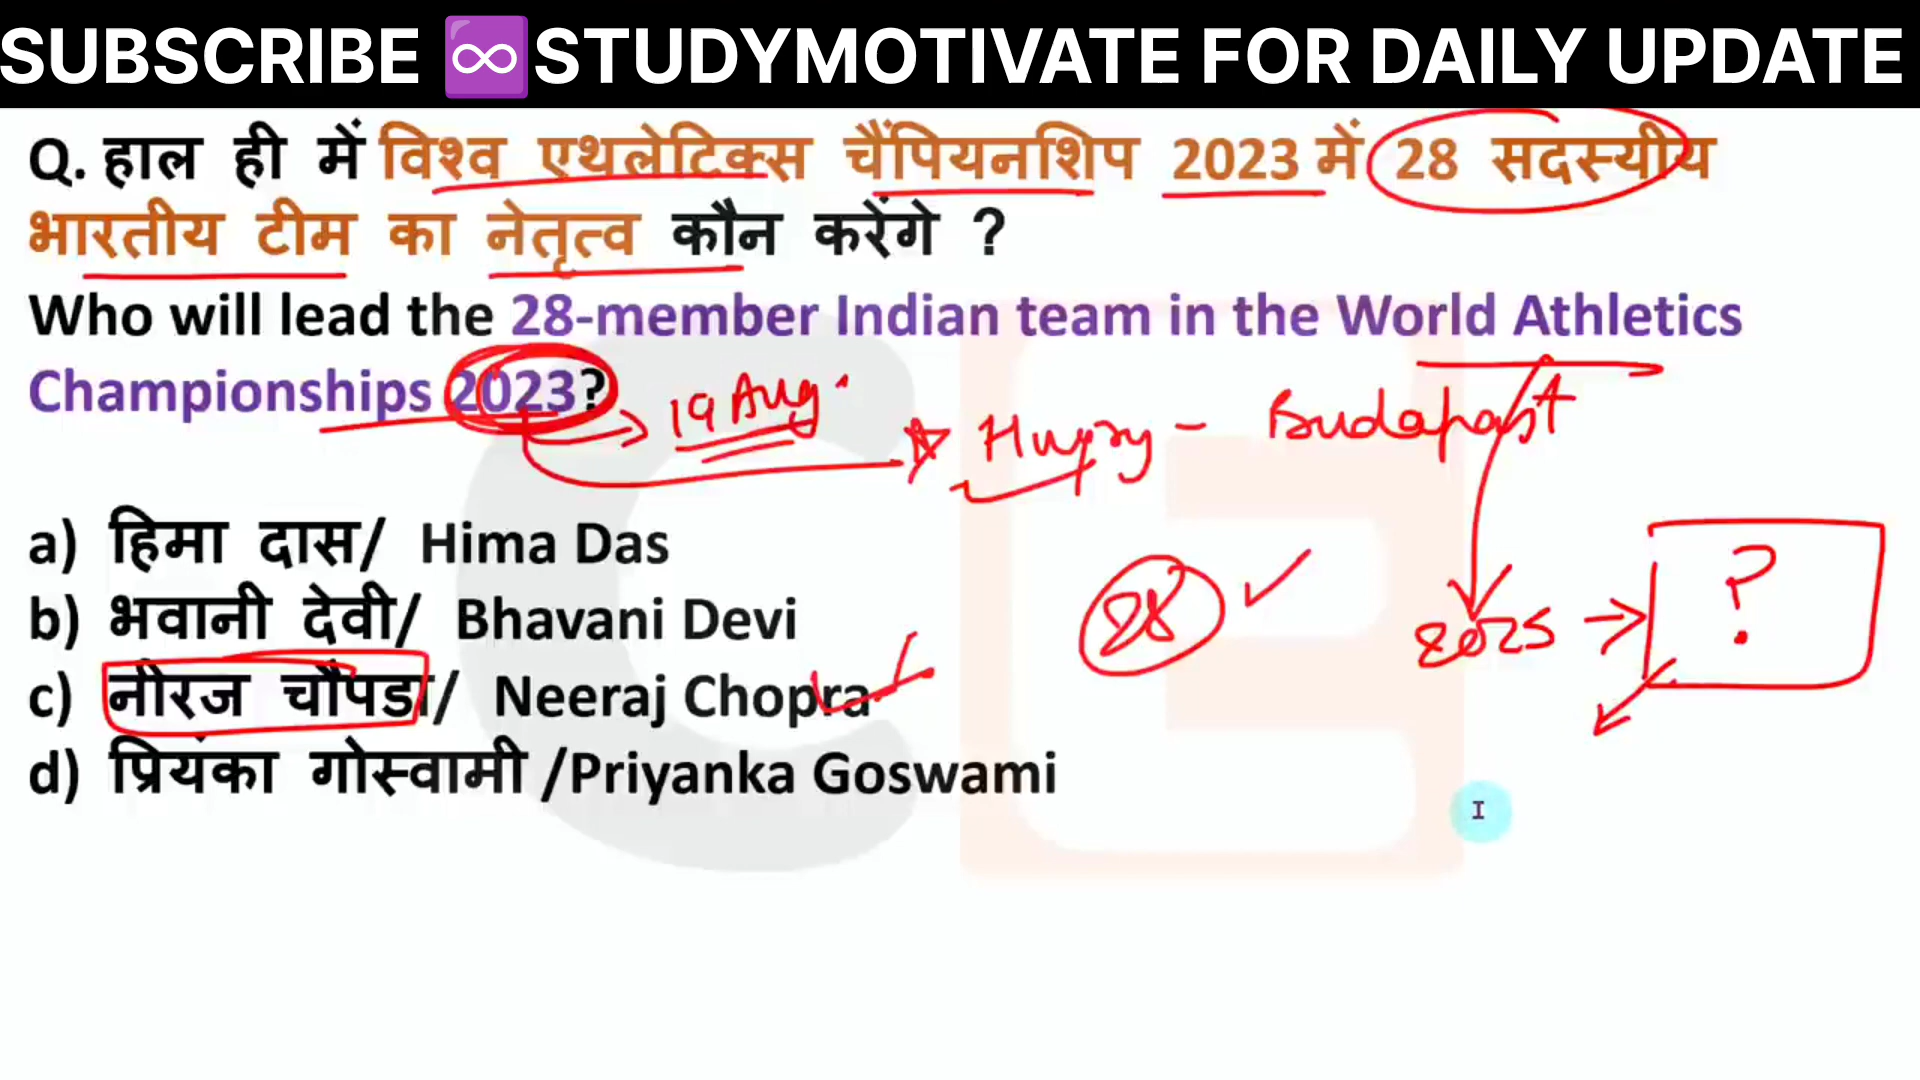 SUBSCRIBE ♾️STUDYMOTIVATE FOR DAILY UPDATE
Q. हाल ही में विश्व एथलेटिक्स चैंपियनशिप 2023 में 28 सदस्यीय
भारतीय टीम का नेतृत्व कौन करेंगे ?
Who will lead the 28-member Indian team in the World Athletics
Championships 2023?
19 Aug.
Hungry - Budapast
a) हिमा दास/ Hima Das
b) भवानी देवी/ Bhavani Devi
28
2025 → ?
c) नीरज चौपडा/ Neeraj Chopra
d) प्रियंका गोस्वामी /Priyanka Goswami
CE